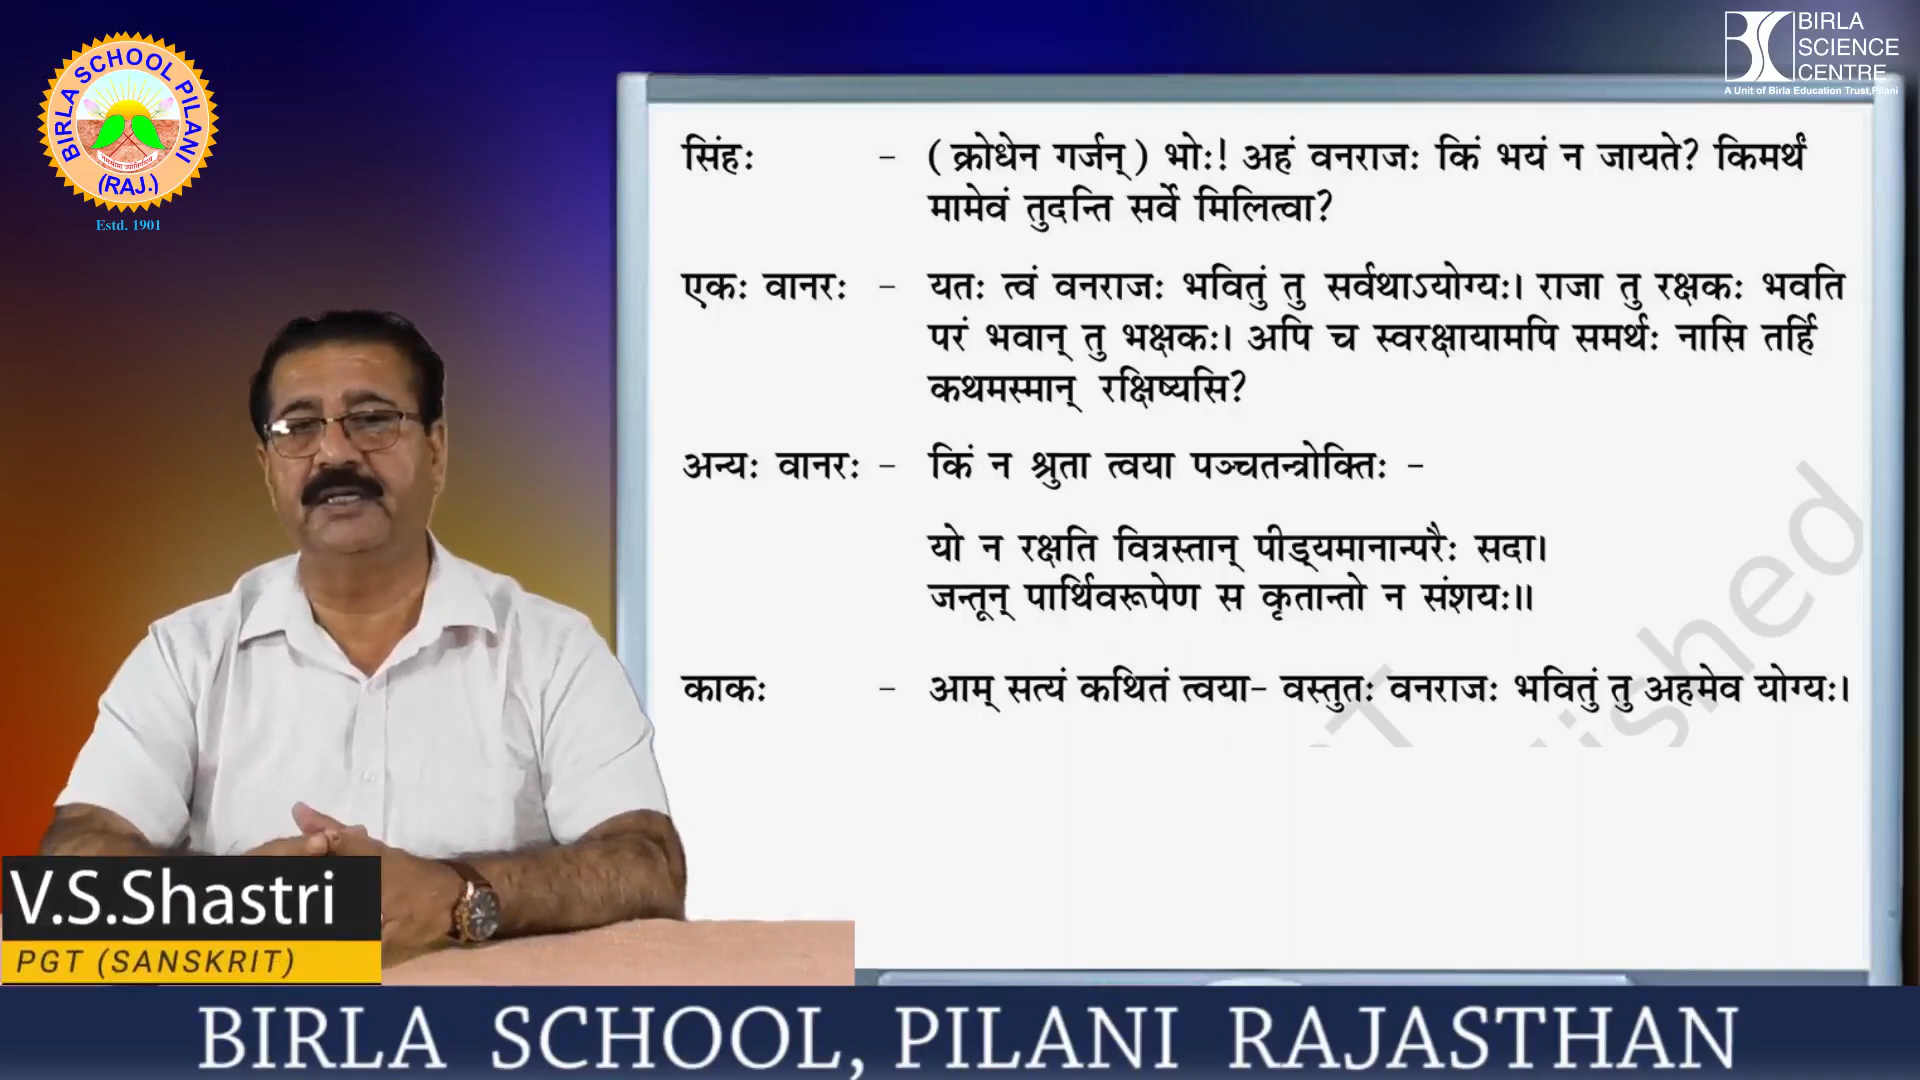 BIRLA SCHOOL PILANI
(RAJ.)
Estd. 1901
BIRLA
SCIENCE
CENTRE
A Unit of Birla Education Trust,Pilani
सिंहः - (क्रोधेन गर्जन्) भोः! अहं वनराजः किं भयं न जायते? किमर्थं
मामेवं तुदन्ति सर्वे मिलित्वा?
एकः वानरः - यतः त्वं वनराजः भवितुं तु सर्वथाऽयोग्यः। राजा तु रक्षकः भवति
परं भवान् तु भक्षकः। अपि च स्वरक्षायामपि समर्थः नासि तर्हि
कथमस्मान् रक्षिष्यसि?
अन्यः वानरः - किं न श्रुता त्वया पञ्चतन्त्रोक्तिः -
यो न रक्षति वित्रस्तान् पीड्यमानान्परैः सदा।
जन्तून् पार्थिवरूपेण स कृतान्तो न संशयः॥
काकः - आम् सत्यं कथितं त्वया- वस्तुतः वनराजः भवितुं तु अहमेव योग्यः।
V.S.Shastri
PGT (SANSKRIT)
BIRLA SCHOOL, PILANI RAJASTHAN